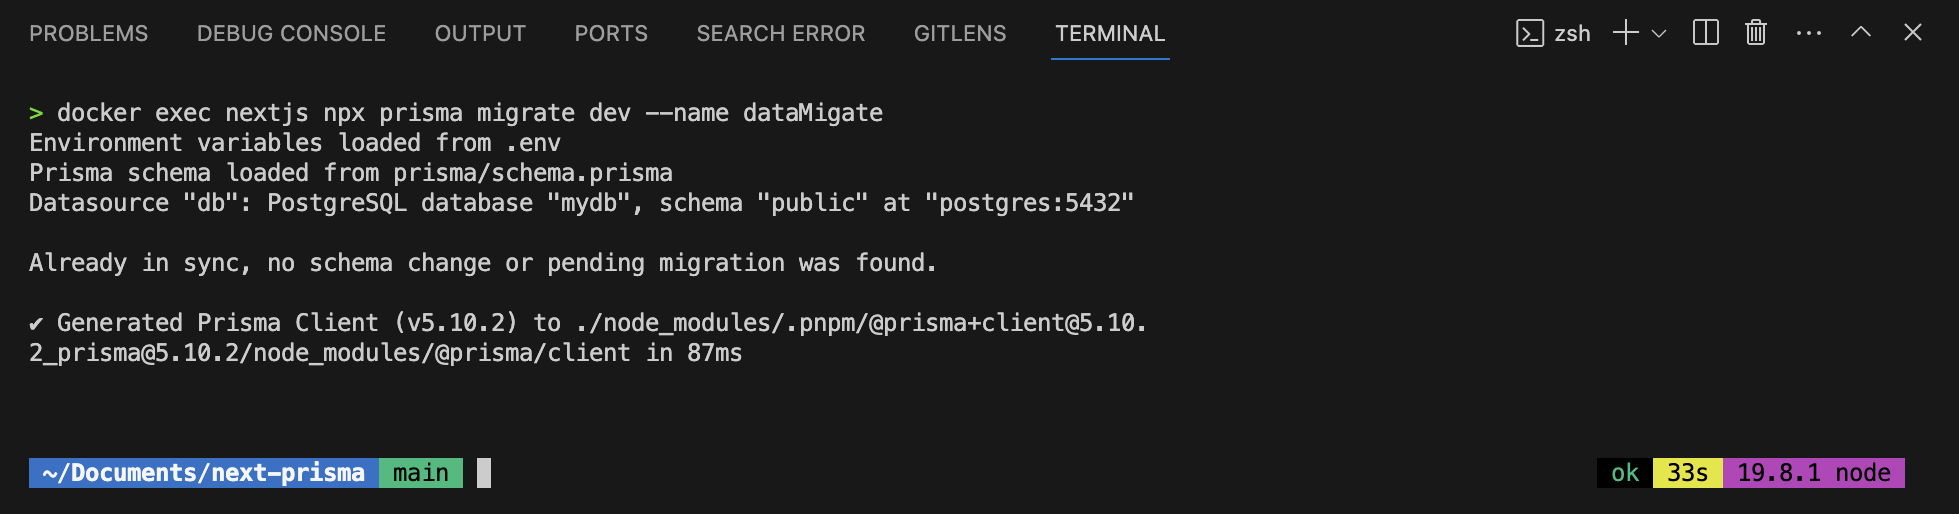 PROBLEMS DEBUG CONSOLE OUTPUT PORTS SEARCH ERROR GITLENS TERMINAL zsh
> docker exec nextjs npx prisma migrate dev --name dataMigate
Environment variables loaded from .env
Prisma schema loaded from prisma/schema.prisma
Datasource "db": PostgreSQL database "mydb", schema "public" at "postgres:5432"
Already in sync, no schema change or pending migration was found.
✔ Generated Prisma Client (v5.10.2) to ./node_modules/.pnpm/@prisma+client@5.10.
2_prisma@5.10.2/node_modules/@prisma/client in 87ms
~/Documents/next-prisma main ok 33s 19.8.1 node